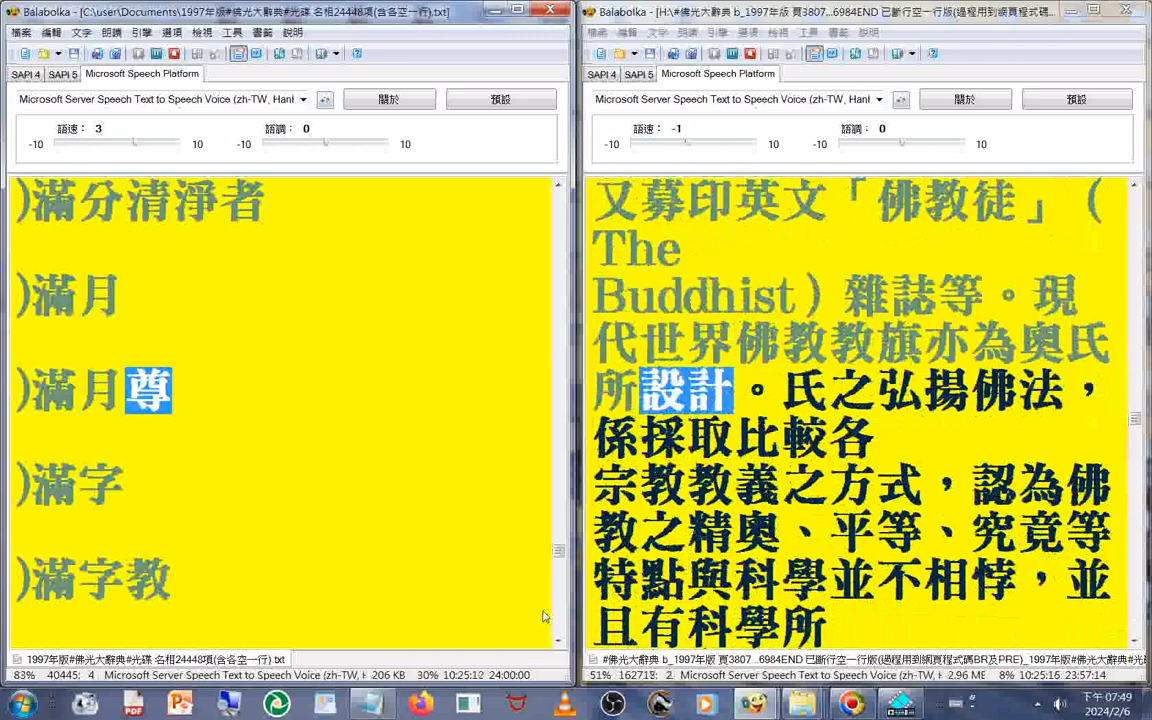 Balabolka - [C:\user\Documents\1997年版#佛光大辭典#光碟 名相24448項(含各空一行).txt]
檔案 編輯 文字 朗讀 引擎 選項 檢視 工具 書籤 說明
SAPI 4 SAPI 5 Microsoft Speech Platform
Microsoft Server Speech Text to Speech Voice (zh-TW, Hanl
關於 預設
語速： 3 語調： 0
-10 10 -10 10
)滿分清淨者
)滿月
)滿月尊
)滿字
)滿字教
1997年版#佛光大辭典#光碟 名相24448項(含各空一行).txt
83% 40445: 4 Microsoft Server Speech Text to Speech Voice (zh-TW, H 206 KB 30% 10:25:12 24:00:00
Balabolka - [H:\#佛光大辭典 b_1997年版 頁3807...6984END 已斷行空一行版(過程用到網頁程式碼...
檔案 編輯 文字 朗讀 引擎 選項 檢視 工具 書籤 說明
SAPI 4 SAPI 5 Microsoft Speech Platform
Microsoft Server Speech Text to Speech Voice (zh-TW, Hanl
關於 預設
語速： -1 語調： 0
-10 10 -10 10
又募印英文「佛教徒」（
The
Buddhist）雜誌等。現
代世界佛教教旗亦為奧氏
所設計。氏之弘揚佛法，
係採取比較各
宗教教義之方式，認為佛
教之精奧、平等、究竟等
特點與科學並不相悖，並
且有科學所
#佛光大辭典 b_1997年版 頁3807...6984END 已斷行空一行版(過程用到網頁程式碼BR及PRE)_1997年版#佛光大辭典#光
51% 162718: 2 Microsoft Server Speech Text to Speech Voice (zh-TW, 2.96 ME 8% 10:25:16 23:57:14
下午 07:49
2024/2/6